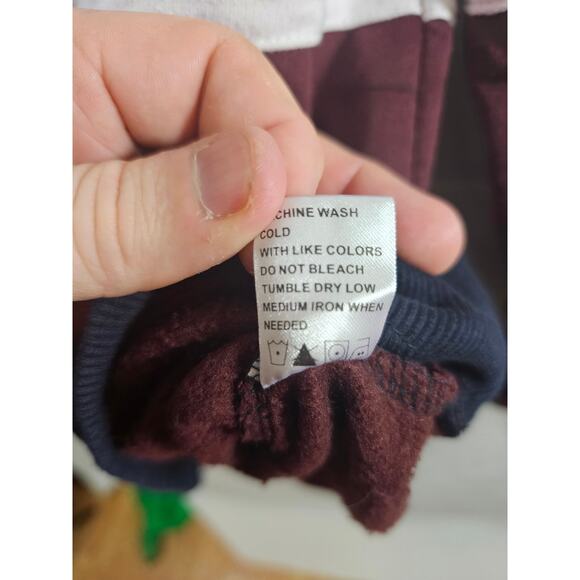 CHINE WASH
COLD
WITH LIKE COLORS
DO NOT BLEACH
TUMBLE DRY LOW
MEDIUM IRON WHEN
NEEDED